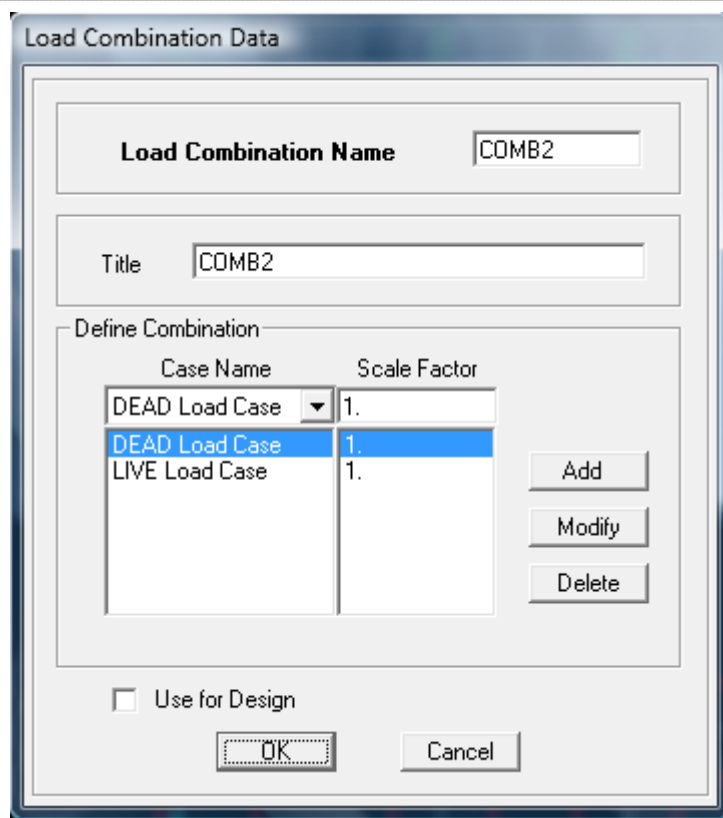 Load Combination Data
Load Combination Name COMB2
Title COMB2
Define Combination
Case Name Scale Factor
DEAD Load Case 1.
DEAD Load Case 1.
LIVE Load Case 1.
Add
Modify
Delete
Use for Design
OK Cancel